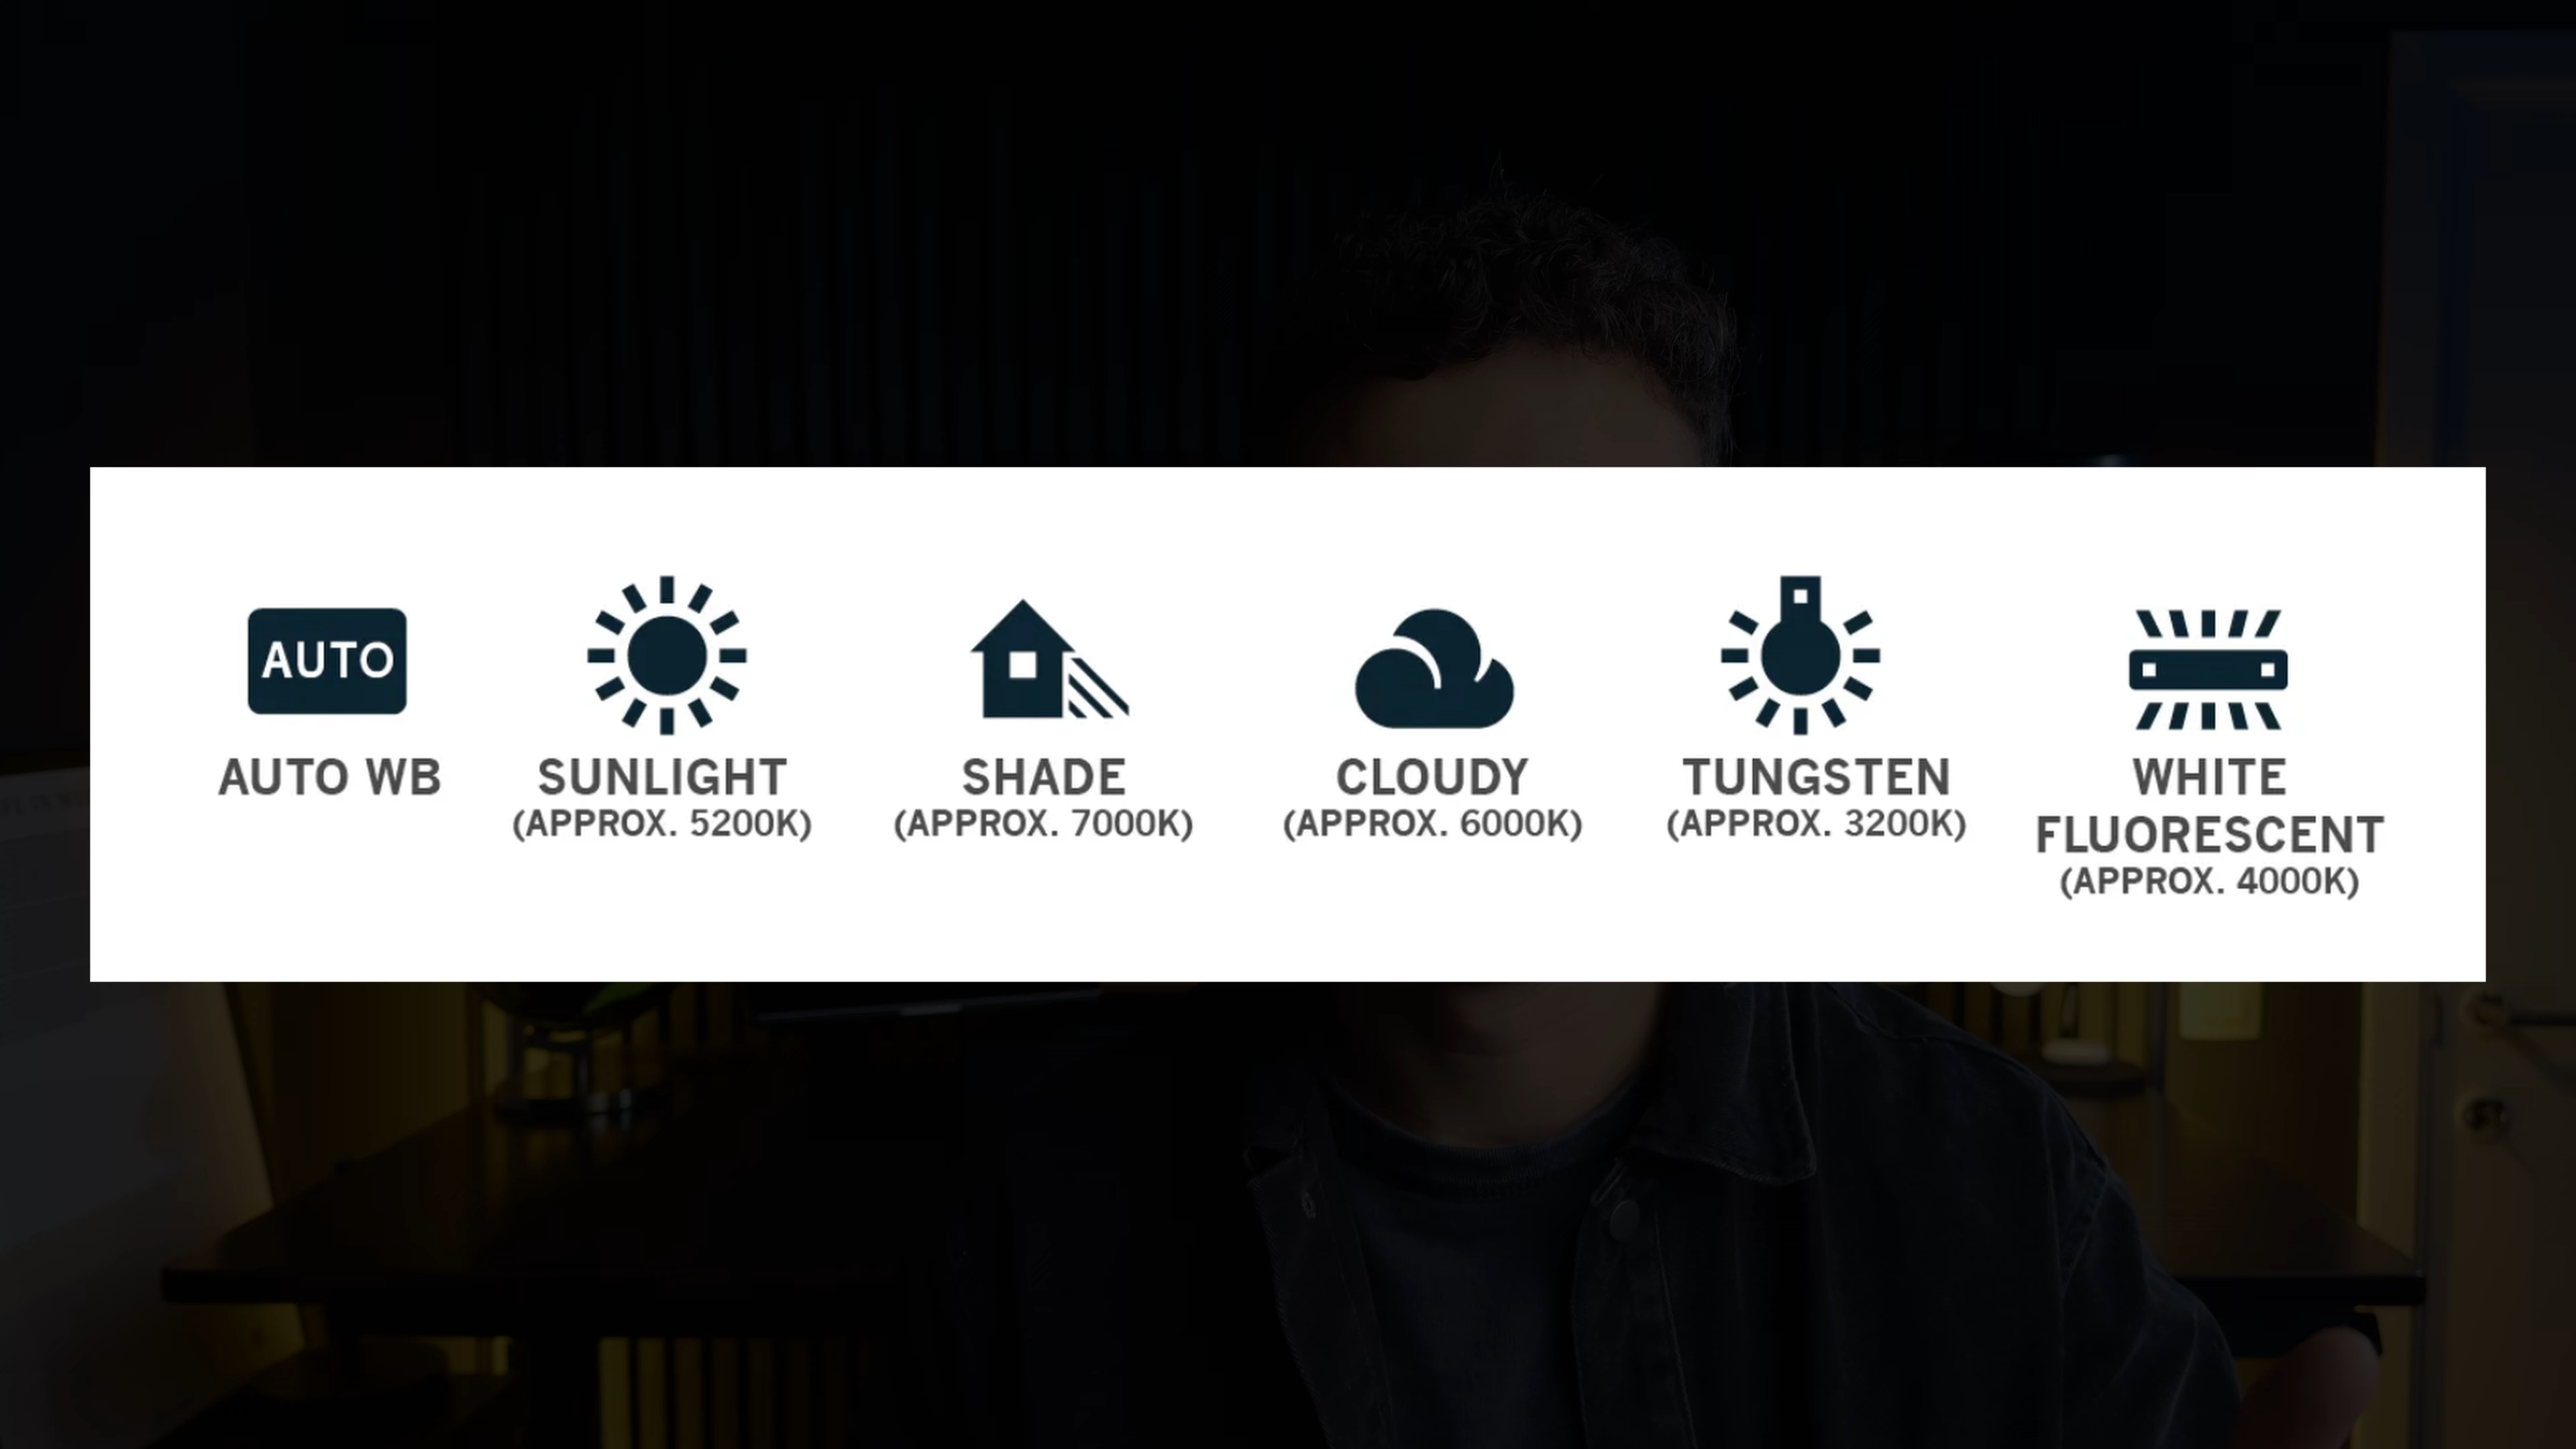 AUTO
AUTO WB
SUNLIGHT
(APPROX. 5200K)
SHADE
(APPROX. 7000K)
CLOUDY
(APPROX. 6000K)
TUNGSTEN
(APPROX. 3200K)
WHITE
FLUORESCENT
(APPROX. 4000K)